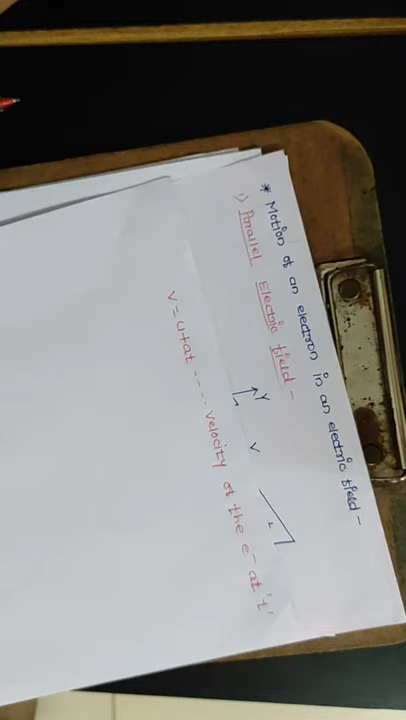 * Motion of an electron in an electric field -
1) Parallel Electric field -
Y
V
L
V = u+at .... velocity of the e⁻ at 't'